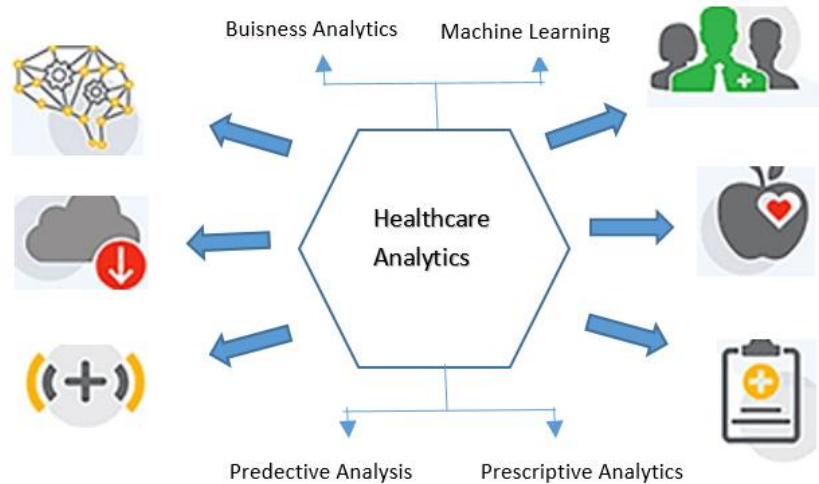 Buisness Analytics
Machine Learning
Healthcare
Analytics
Predective Analysis
Prescriptive Analytics